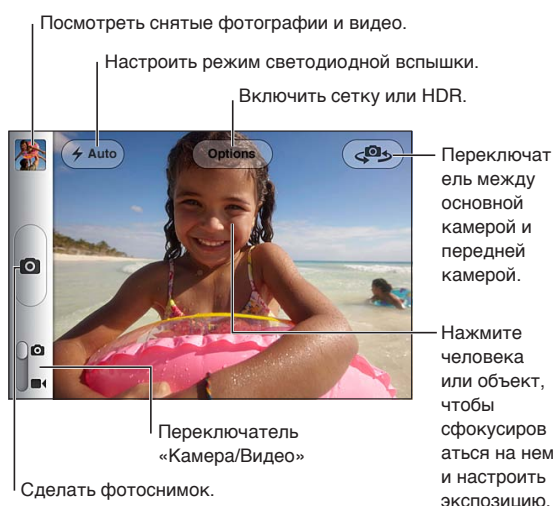 Посмотреть снятые фотографии и видео.
Настроить режим светодиодной вспышки.
Включить сетку или HDR.
Auto
Options
Переключат
ель между
основной
камерой и
передней
камерой.
Нажмите
человека
или объект,
чтобы
сфокусиров
аться на нем
и настроить
экспозицию.
Переключатель
«Камера/Видео»
Сделать фотоснимок.